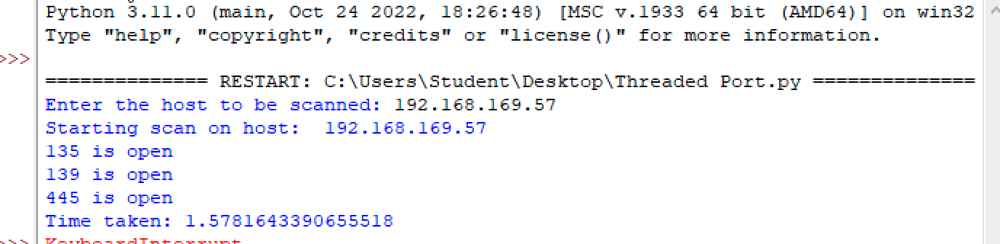 Python 3.11.0 (main, Oct 24 2022, 18:26:48) [MSC v.1933 64 bit (AMD64)] on win32
Type "help", "copyright", "credits" or "license()" for more information.
>>>
============== RESTART: C:\Users\Student\Desktop\Threaded Port.py ==============
Enter the host to be scanned: 192.168.169.57
Starting scan on host:  192.168.169.57
135 is open
139 is open
445 is open
Time taken: 1.5781643390655518
>>> KeyboardInterrupt